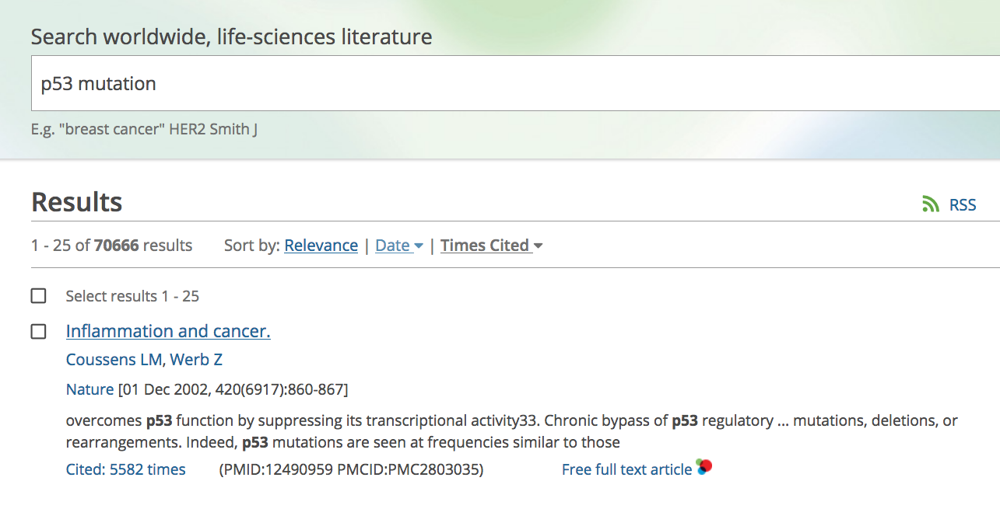 Search worldwide, life-sciences literature
p53 mutation
E.g. "breast cancer" HER2 Smith J
Results
RSS
1 - 25 of 70666 results Sort by: Relevance | Date | Times Cited
Select results 1 - 25
Inflammation and cancer.
Coussens LM, Werb Z
Nature [01 Dec 2002, 420(6917):860-867]
overcomes p53 function by suppressing its transcriptional activity33. Chronic bypass of p53 regulatory ... mutations, deletions, or
rearrangements. Indeed, p53 mutations are seen at frequencies similar to those
Cited: 5582 times (PMID:12490959 PMCID:PMC2803035) Free full text article